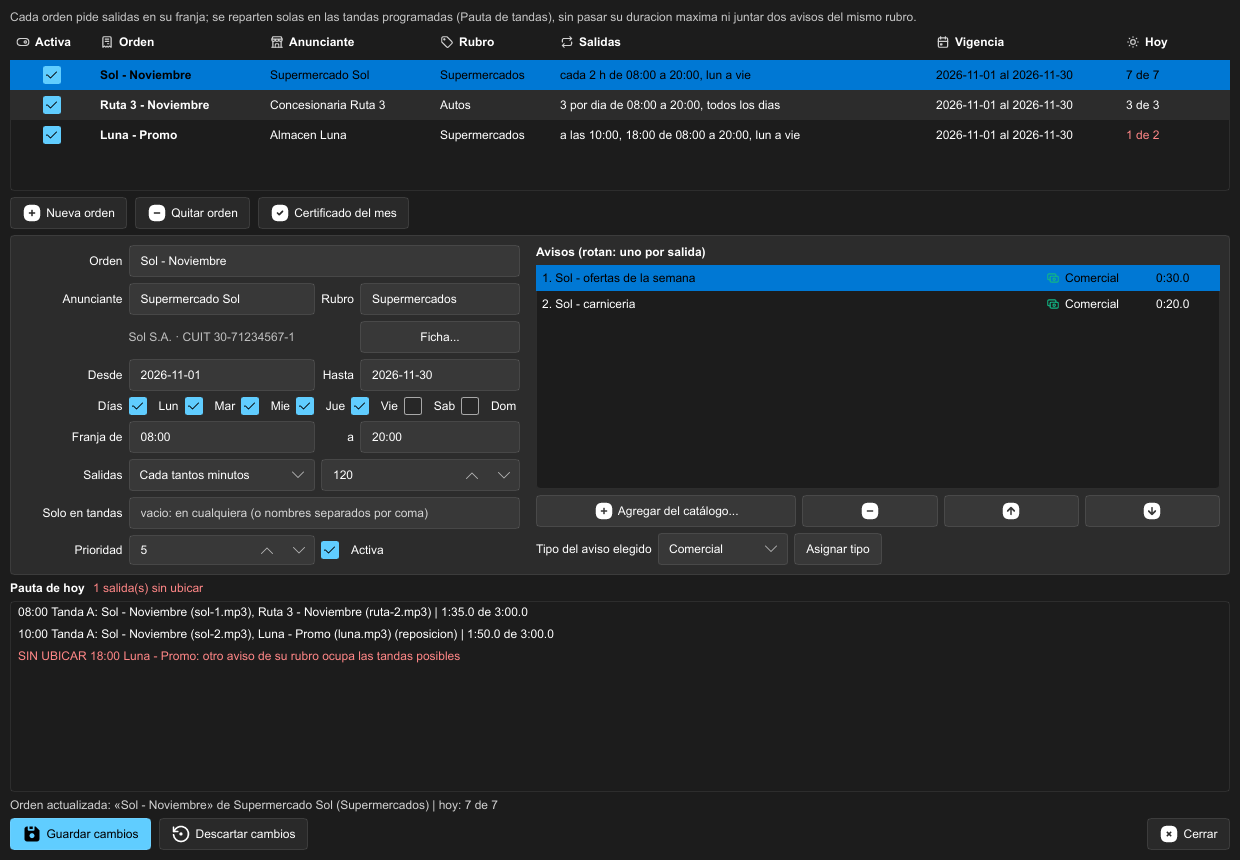 Cada orden pide salidas en su franja; se reparten solas en las tandas programadas (Pauta de tandas), sin pasar su duracion maxima ni juntar dos avisos del mismo rubro.
Activa Orden Anunciante Rubro Salidas Vigencia Hoy
Sol - Noviembre Supermercado Sol Supermercados cada 2 h de 08:00 a 20:00, lun a vie 2026-11-01 al 2026-11-30 7 de 7
Ruta 3 - Noviembre Concesionaria Ruta 3 Autos 3 por dia de 08:00 a 20:00, todos los dias 2026-11-01 al 2026-11-30 3 de 3
Luna - Promo Almacen Luna Supermercados a las 10:00, 18:00 de 08:00 a 20:00, lun a vie 2026-11-01 al 2026-11-30 1 de 2
Nueva orden Quitar orden Certificado del mes
Orden Sol - Noviembre
Anunciante Supermercado Sol Rubro Supermercados
Sol S.A. · CUIT 30-71234567-1 Ficha...
Desde 2026-11-01 Hasta 2026-11-30
Días Lun Mar Mie Jue Vie Sab Dom
Franja de 08:00 a 20:00
Salidas Cada tantos minutos 120
Solo en tandas vacio: en cualquiera (o nombres separados por coma)
Prioridad 5 Activa
Avisos (rotan: uno por salida)
1. Sol - ofertas de la semana Comercial 0:30.0
2. Sol - carniceria Comercial 0:20.0
Agregar del catálogo...
Tipo del aviso elegido Comercial Asignar tipo
Pauta de hoy 1 salida(s) sin ubicar
08:00 Tanda A: Sol - Noviembre (sol-1.mp3), Ruta 3 - Noviembre (ruta-2.mp3) | 1:35.0 de 3:00.0
10:00 Tanda A: Sol - Noviembre (sol-2.mp3), Luna - Promo (luna.mp3) (reposicion) | 1:50.0 de 3:00.0
SIN UBICAR 18:00 Luna - Promo: otro aviso de su rubro ocupa las tandas posibles
Orden actualizada: «Sol - Noviembre» de Supermercado Sol (Supermercados) | hoy: 7 de 7
Guardar cambios Descartar cambios Cerrar